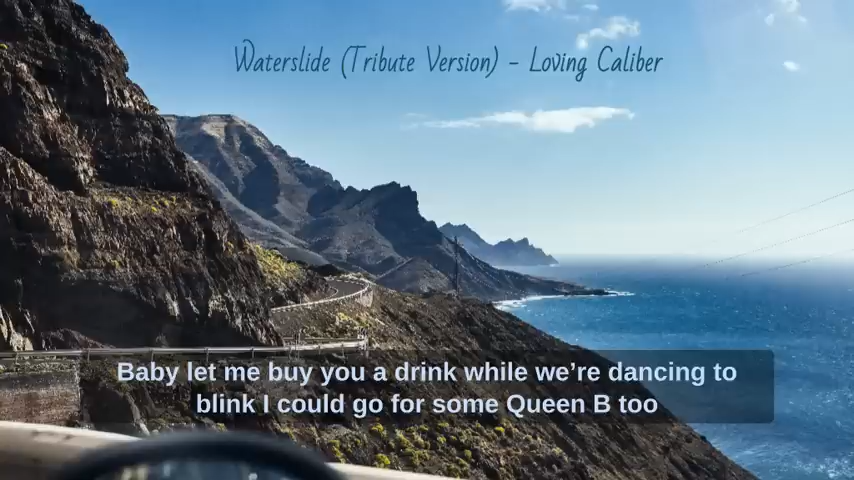 Waterslide (Tribute Version) - Loving Caliber
Baby let me buy you a drink while we’re dancing to
blink I could go for some Queen B too